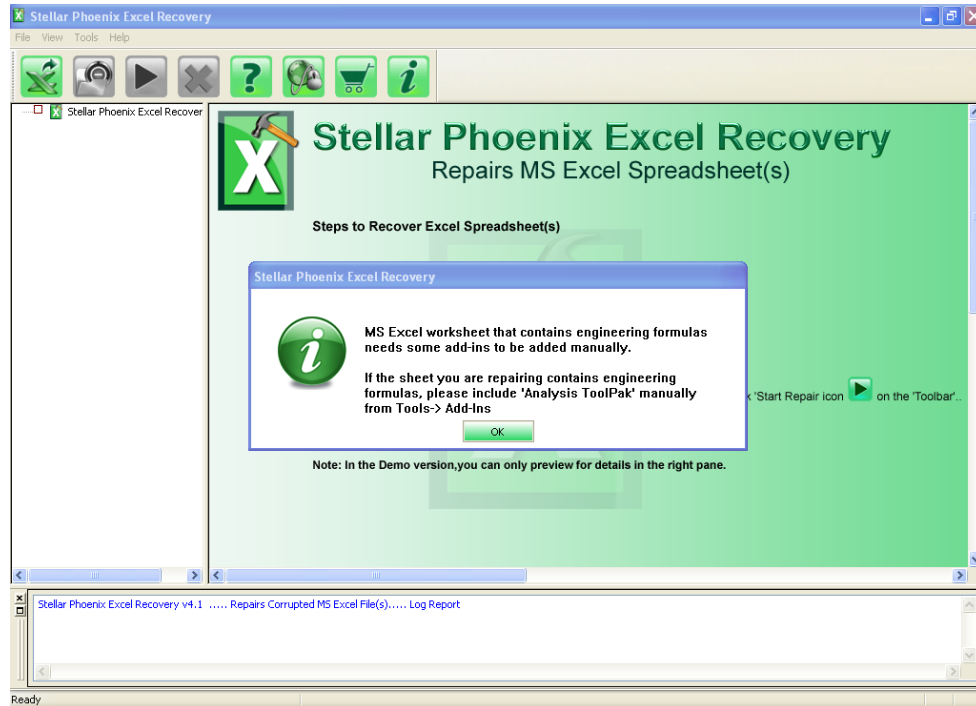 Stellar Phoenix Excel Recovery
File View Tools Help
Stellar Phoenix Excel Recover
Stellar Phoenix Excel Recovery
Repairs MS Excel Spreadsheet(s)
Steps to Recover Excel Spreadsheet(s)
Stellar Phoenix Excel Recovery
MS Excel worksheet that contains engineering formulas
needs some add-ins to be added manually.
If the sheet you are repairing contains engineering
formulas, please include 'Analysis ToolPak' manually
from Tools-> Add-Ins
OK
'Start Repair icon on the 'Toolbar'..
Note: In the Demo version,you can only preview for details in the right pane.
Stellar Phoenix Excel Recovery v4.1 ..... Repairs Corrupted MS Excel File(s)..... Log Report
Ready